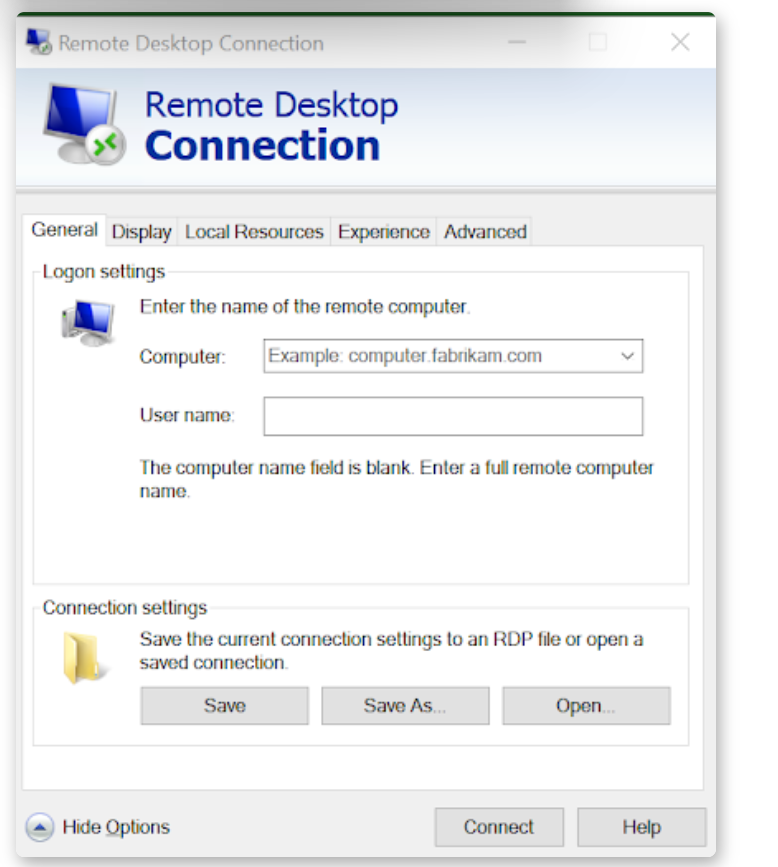 Remote Desktop Connection
Remote Desktop
Connection
General Display Local Resources Experience Advanced
Logon settings
Enter the name of the remote computer.
Computer: Example: computer.fabrikam.com
User name:
The computer name field is blank. Enter a full remote computer
name.
Connection settings
Save the current connection settings to an RDP file or open a
saved connection.
Save Save As... Open...
Hide Options Connect Help